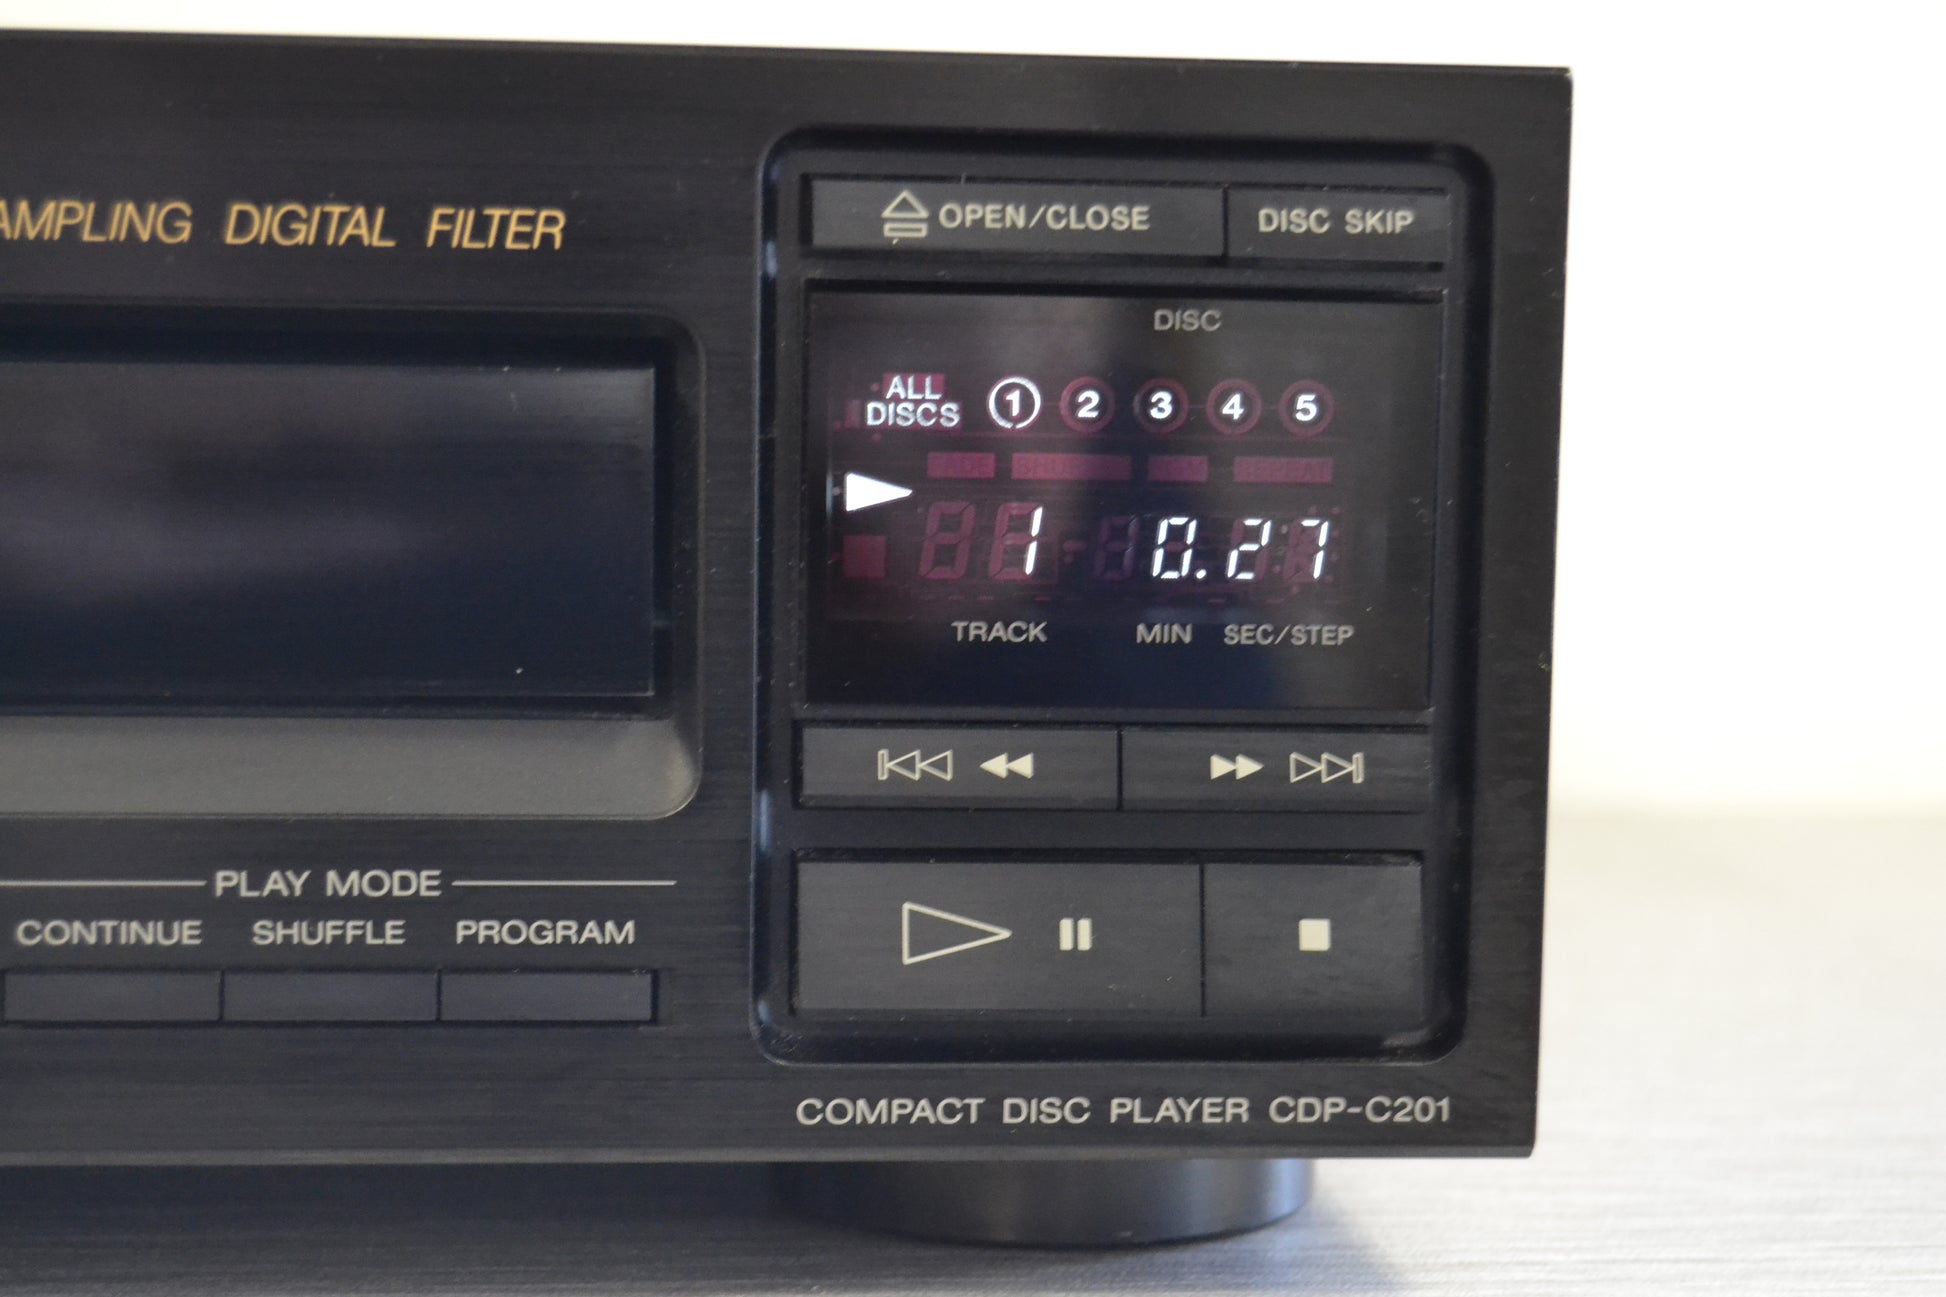 AMPLING DIGITAL FILTER
OPEN/CLOSE
DISC SKIP
DISC
ALL
DISCS
1 2 3 4 5
1 0.27
TRACK MIN SEC/STEP
PLAY MODE
CONTINUE SHUFFLE PROGRAM
COMPACT DISC PLAYER CDP-C201